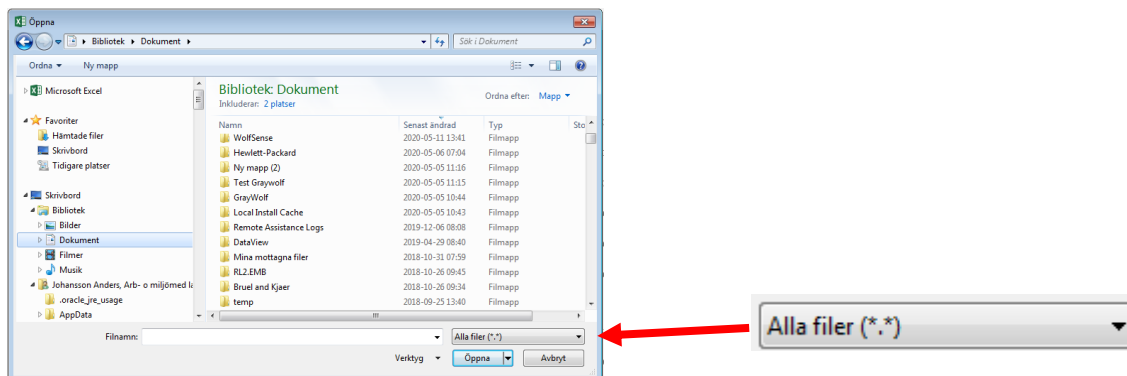 Öppna
Bibliotek Dokument
Sök i Dokument
Ordna Ny mapp
Microsoft Excel
Favoriter
Hämtade filer
Skrivbord
Tidigare platser
Skrivbord
Bibliotek
Bilder
Dokument
Filmer
Musik
Johansson Anders, Arb- o miljömed la
.oracle_jre_usage
AppData
Bibliotek: Dokument
Inkluderar: 2 platser
Ordna efter: Mapp
Namn Senast ändrad Typ Sto
WolfSense 2020-05-11 13:41 Filmapp
Hewlett-Packard 2020-05-06 07:04 Filmapp
Ny mapp (2) 2020-05-05 11:16 Filmapp
Test Graywolf 2020-05-05 11:15 Filmapp
GrayWolf 2020-05-05 10:44 Filmapp
Local Install Cache 2020-05-05 10:43 Filmapp
Remote Assistance Logs 2019-12-06 08:08 Filmapp
DataView 2019-04-29 08:40 Filmapp
Mina mottagna filer 2018-10-31 07:59 Filmapp
RL2.EMB 2018-10-26 09:45 Filmapp
Bruel and Kjaer 2018-10-26 09:34 Filmapp
temp 2018-09-25 13:40 Filmapp
Filnamn: Alla filer (*.*)
Verktyg Öppna Avbryt
Alla filer (*.*)